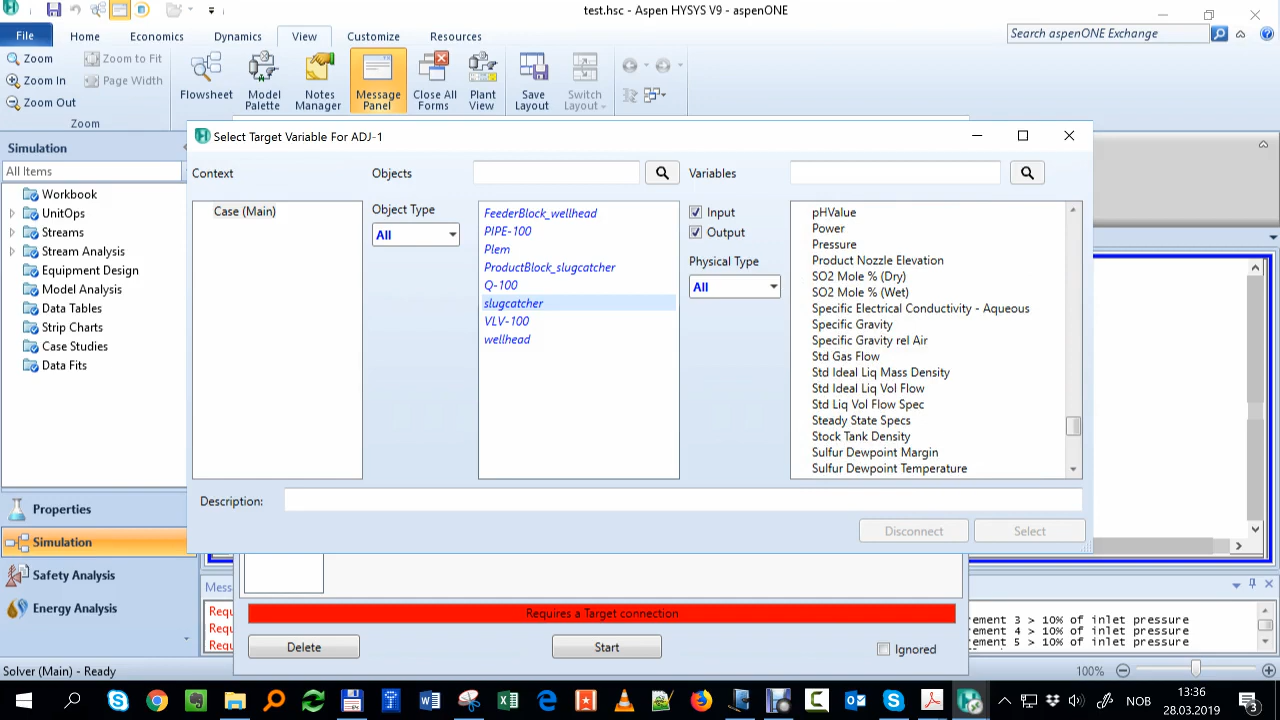 test.hsc - Aspen HYSYS V9 - aspenONE
File
Home
Economics
Dynamics
View
Customize
Resources
Search aspenONE Exchange
Zoom
Zoom In
Zoom Out
Zoom to Fit
Page Width
Zoom
Flowsheet
Model Palette
Notes Manager
Message Panel
Close All Forms
Plant View
Save Layout
Switch Layout
Simulation
All Items
Workbook
UnitOps
Streams
Stream Analysis
Equipment Design
Model Analysis
Data Tables
Strip Charts
Case Studies
Data Fits
Properties
Simulation
Safety Analysis
Energy Analysis
Select Target Variable For ADJ-1
Context
Case (Main)
Objects
Object Type
All
FeederBlock_wellhead
PIPE-100
Plem
ProductBlock_slugcatcher
Q-100
slugcatcher
VLV-100
wellhead
Variables
Input
Output
Physical Type
All
pHValue
Power
Pressure
Product Nozzle Elevation
SO2 Mole % (Dry)
SO2 Mole % (Wet)
Specific Electrical Conductivity - Aqueous
Specific Gravity
Specific Gravity rel Air
Std Gas Flow
Std Ideal Liq Mass Density
Std Ideal Liq Vol Flow
Std Liq Vol Flow Spec
Steady State Specs
Stock Tank Density
Sulfur Dewpoint Margin
Sulfur Dewpoint Temperature
Description:
Disconnect
Select
Requires a Target connection
Delete
Start
Ignored
Mess
Requ
Requ
Requ
rement 3 > 10% of inlet pressure
rement 4 > 10% of inlet pressure
rement 5 > 10% of inlet pressure
Solver (Main) - Ready
100%
NOB
13:36
28.03.2019
3